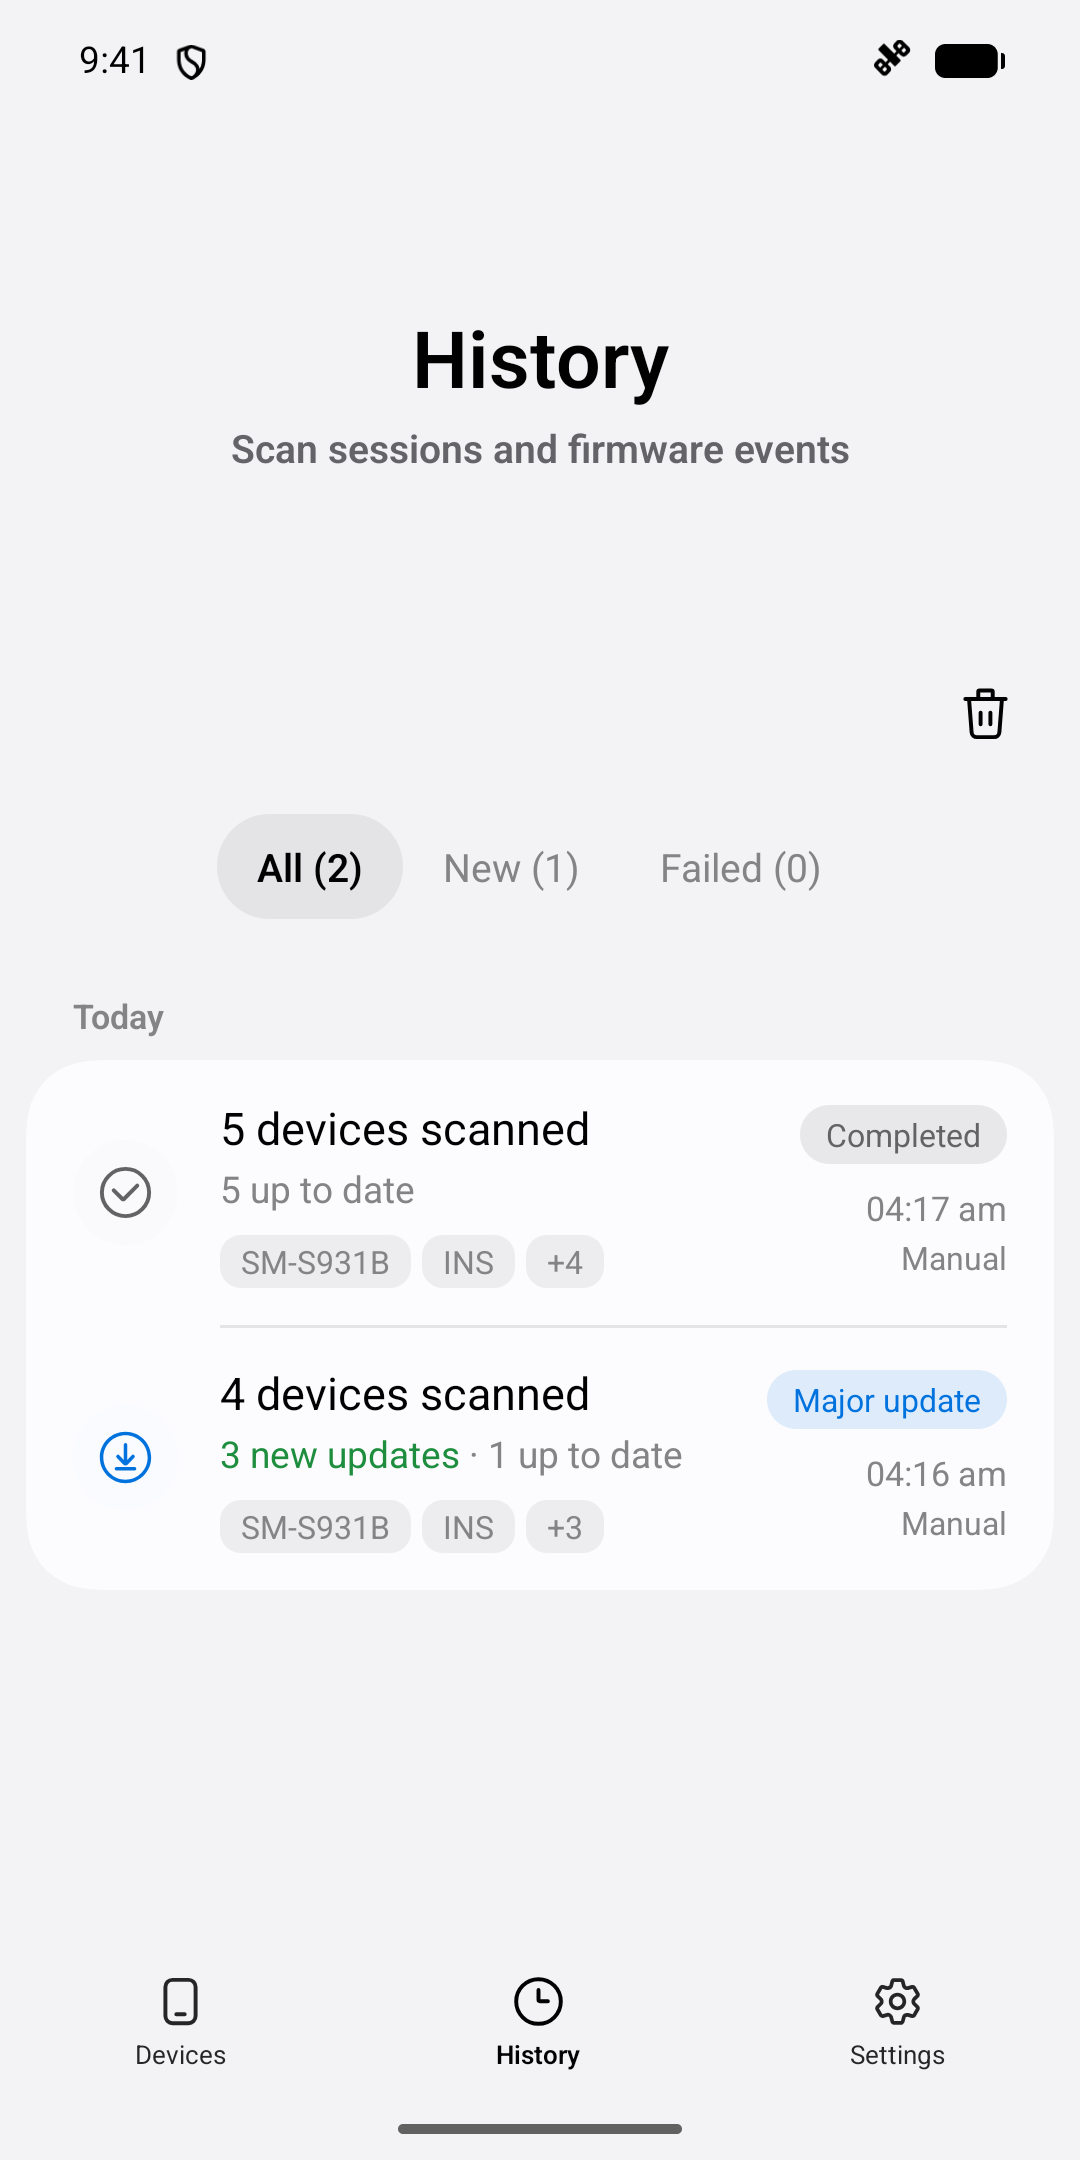 9:41
History
Scan sessions and firmware events
All (2)
New (1)
Failed (0)
Today
5 devices scanned
Completed
5 up to date
04:17 am
SM-S931B
INS
+4
Manual
4 devices scanned
Major update
3 new updates · 1 up to date
04:16 am
SM-S931B
INS
+3
Manual
Devices
History
Settings